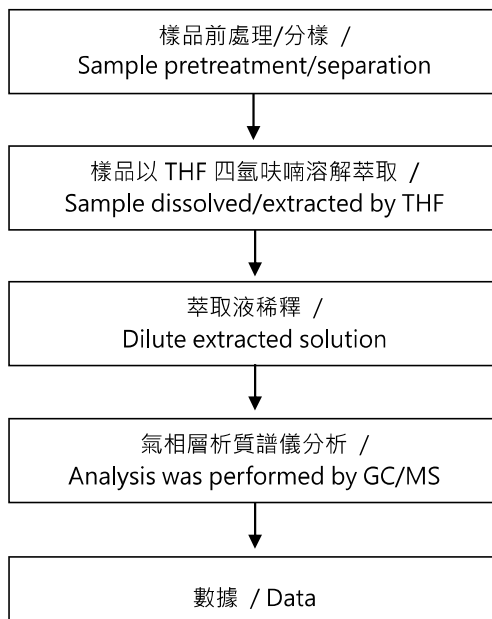 樣品前處理/分樣 /
Sample pretreatment/separation
樣品以 THF 四氫呋喃溶解萃取 /
Sample dissolved/extracted by THF
萃取液稀釋 /
Dilute extracted solution
氣相層析質譜儀分析 /
Analysis was performed by GC/MS
數據 / Data